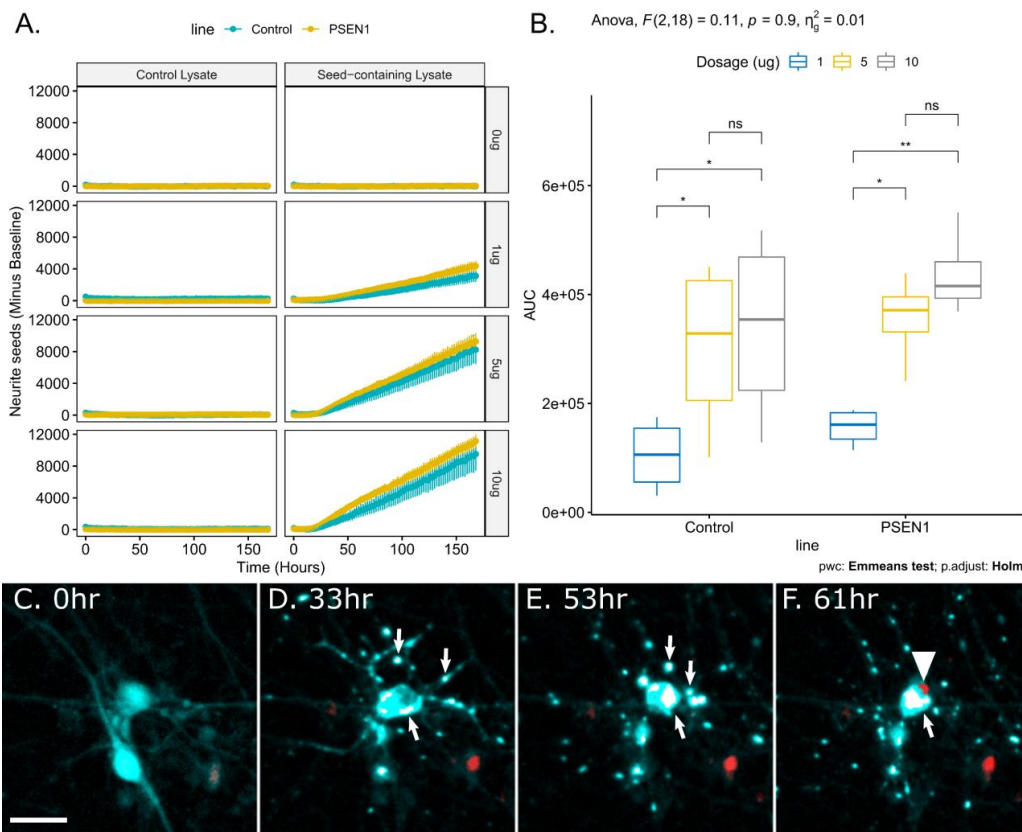 A.
line Control PSEN1
Control Lysate Seed−containing Lysate
12000
8000
4000
0
0ug
12000
8000
4000
0
1ug
12000
8000
4000
0
5ug
12000
8000
4000
0
10ug
Neurite seeds (Minus Baseline)
0 50 100 150 0 50 100 150
Time (Hours)
B.
Anova, F(2,18) = 0.11, p = 0.9, η²g = 0.01
Dosage (ug) 1 5 10
ns
ns
**
*
*
*
6e+05
4e+05
2e+05
0e+00
AUC
Control PSEN1
line
pwc: Emmeans test; p.adjust: Holm
C. 0hr
D. 33hr
E. 53hr
F. 61hr